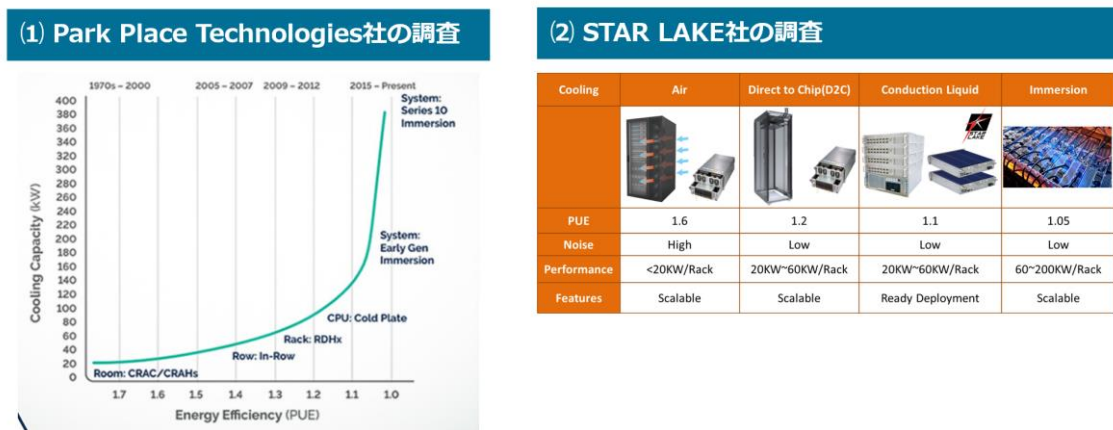 ⑴ Park Place Technologies社の調査
1970s – 2000
2005 – 2007
2009 – 2012
2015 – Present
Cooling Capacity (kW)
400
380
360
340
320
300
280
260
240
220
200
180
160
140
120
100
80
60
40
20
0
System:
Series 10
Immersion
System:
Early Gen
Immersion
CPU: Cold Plate
Rack: RDHx
Row: In-Row
Room: CRAC/CRAHs
1.7 1.6 1.5 1.4 1.3 1.2 1.1 1.0
Energy Efficiency (PUE)
⑵ STAR LAKE社の調査
Cooling Air Direct to Chip(D2C) Conduction Liquid Immersion
STAR
LAKE
PUE 1.6 1.2 1.1 1.05
Noise High Low Low Low
Performance <20KW/Rack 20KW~60KW/Rack 20KW~60KW/Rack 60~200KW/Rack
Features Scalable Scalable Ready Deployment Scalable